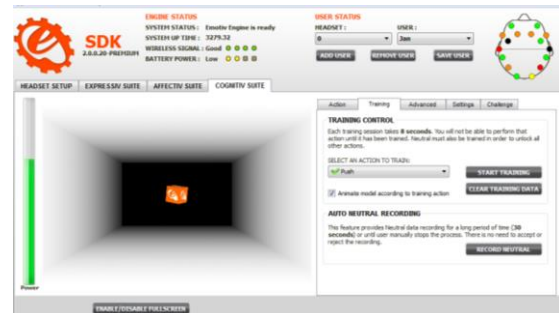 SDK
2.0.0.20-PREMIUM
ENGINE STATUS
SYSTEM STATUS : Emotiv Engine is ready
SYSTEM UP TIME : 3279.32
WIRELESS SIGNAL : Good
BATTERY POWER : Low
USER STATUS
HEADSET : USER :
0 Jan
ADD USER REMOVE USER SAVE USER
HEADSET SETUP EXPRESSIV SUITE AFFECTIV SUITE COGNITIV SUITE
Power
ENABLE/DISABLE FULLSCREEN
Action Training Advanced Settings Challenge
TRAINING CONTROL
Each training session takes 8 seconds. You will not be able to perform that
action until it has been trained. Neutral must also be trained in order to unlock all
other actions.
SELECT AN ACTION TO TRAIN:
Push START TRAINING
Animate model according to training action CLEAR TRAINING DATA
AUTO NEUTRAL RECORDING
This feature provides Neutral data recording for a long period of time (30
seconds) or until user manually stops the process. There is no need to accept or
reject the recording.
RECORD NEUTRAL